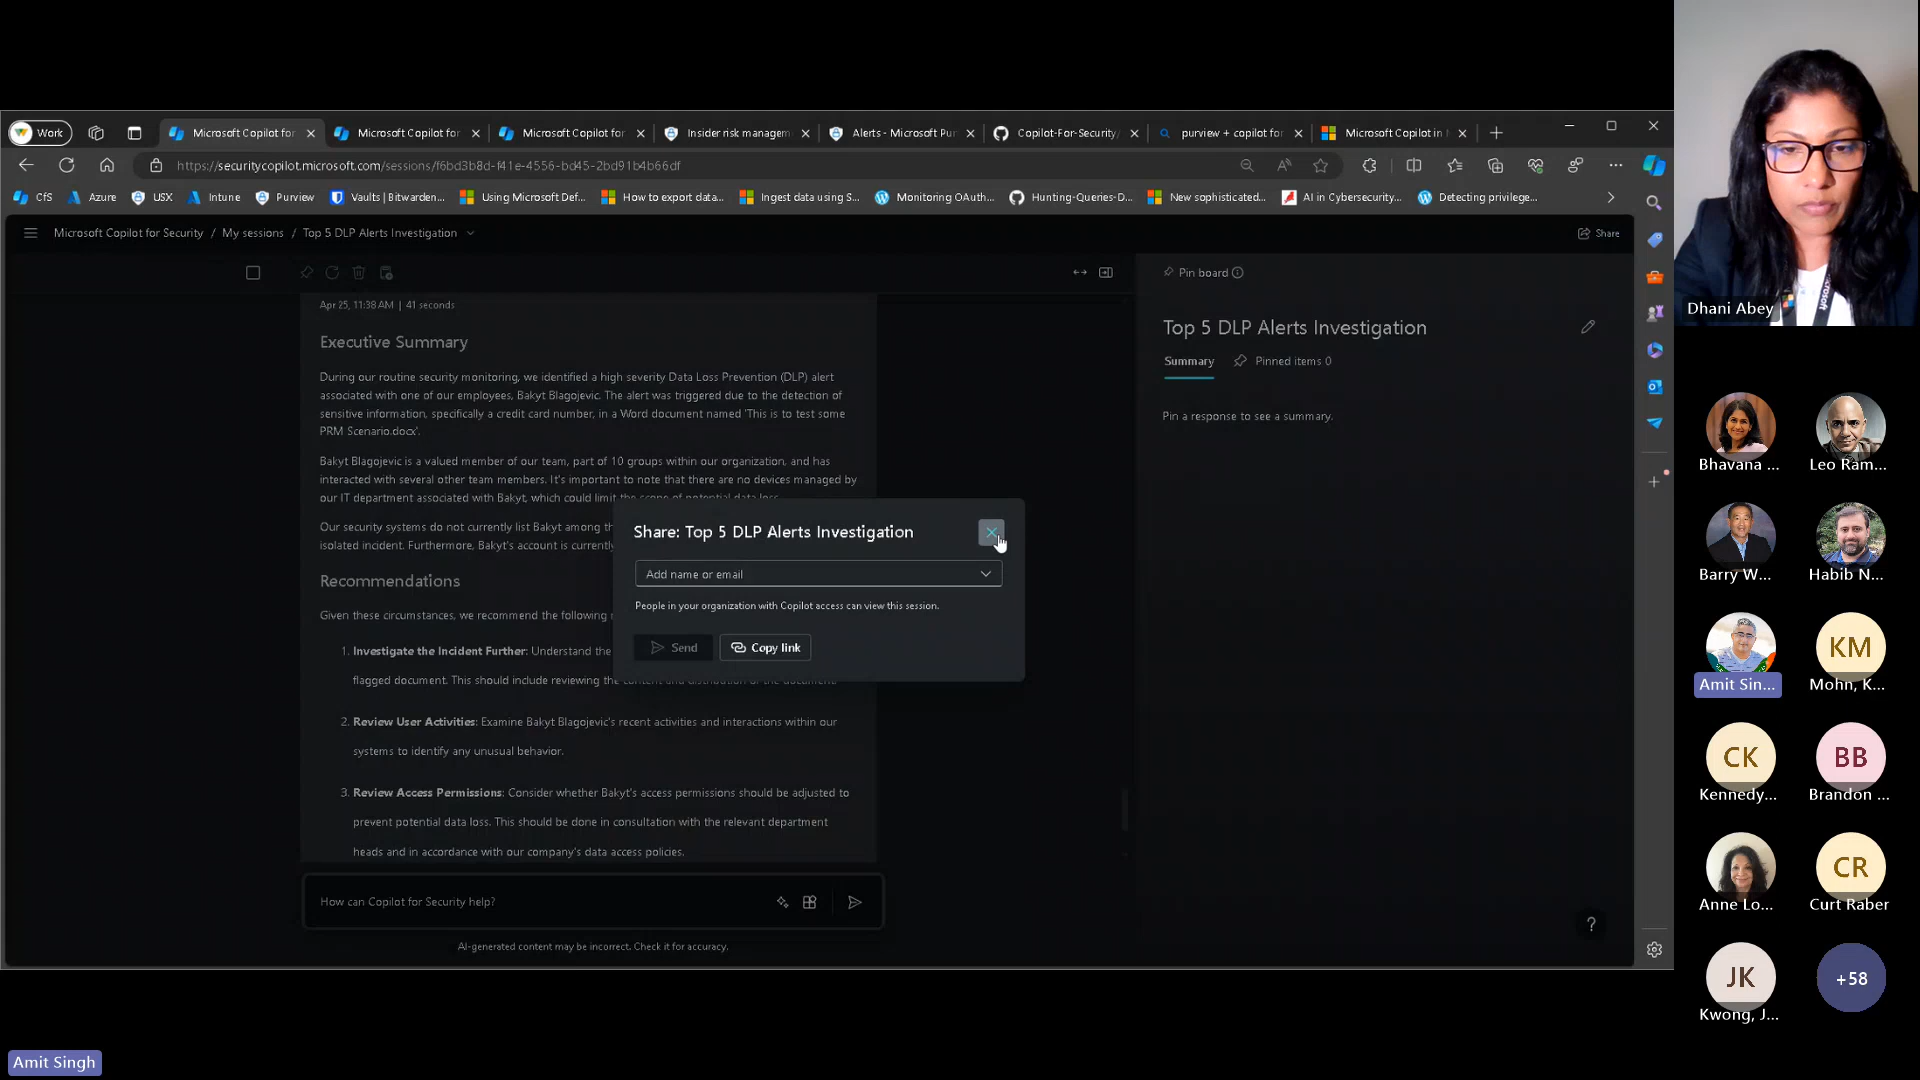 Work
Microsoft Copilot for
Microsoft Copilot for
Microsoft Copilot for
Insider risk managem
Alerts - Microsoft Pur
Copilot-For-Security/
purview + copilot for
Microsoft Copilot in
https://securitycopilot.microsoft.com/sessions/f6bd3b8d-f41e-4556-bd45-2bd91b4b66df
CfS
Azure
USX
Intune
Purview
Vaults | Bitwarden...
Using Microsoft Def...
How to export data...
Ingest data using S...
Monitoring OAuth...
Hunting-Queries-D...
New sophisticated...
AI in Cybersecurity...
Detecting privilege...
Microsoft Copilot for Security / My sessions / Top 5 DLP Alerts Investigation
Share
Apr 25, 11:38 AM | 41 seconds
Executive Summary
During our routine security monitoring, we identified a high severity Data Loss Prevention (DLP) alert
associated with one of our employees, Bakyt Blagojevic. The alert was triggered due to the detection of
sensitive information, specifically a credit card number, in a Word document named 'This is to test some
PRM Scenario.docx'.
Bakyt Blagojevic is a valued member of our team, part of 10 groups within our organization, and has
interacted with several other team members. It's important to note that there are no devices managed by
our IT department associated with Bakyt, which could limit the scope of potential data loss.
Our security systems do not currently list Bakyt among th
isolated incident. Furthermore, Bakyt's account is currentl
Recommendations
Given these circumstances, we recommend the following
1. Investigate the Incident Further: Understand the
flagged document. This should include reviewing the content and distribution of the document.
2. Review User Activities: Examine Bakyt Blagojevic's recent activities and interactions within our
systems to identify any unusual behavior.
3. Review Access Permissions: Consider whether Bakyt's access permissions should be adjusted to
prevent potential data loss. This should be done in consultation with the relevant department
heads and in accordance with our company's data access policies.
How can Copilot for Security help?
AI-generated content may be incorrect. Check it for accuracy.
Share: Top 5 DLP Alerts Investigation
Add name or email
People in your organization with Copilot access can view this session.
Send
Copy link
Pin board
Top 5 DLP Alerts Investigation
Summary
Pinned items 0
Pin a response to see a summary.
?
Dhani Abey
Microsoft
Bhavana ...
Leo Ram...
Barry W...
Habib N...
Amit Sin...
KM
Mohn, K...
CK
Kennedy...
BB
Brandon ...
Anne Lo...
CR
Curt Raber
JK
Kwong, J...
+58
Amit Singh